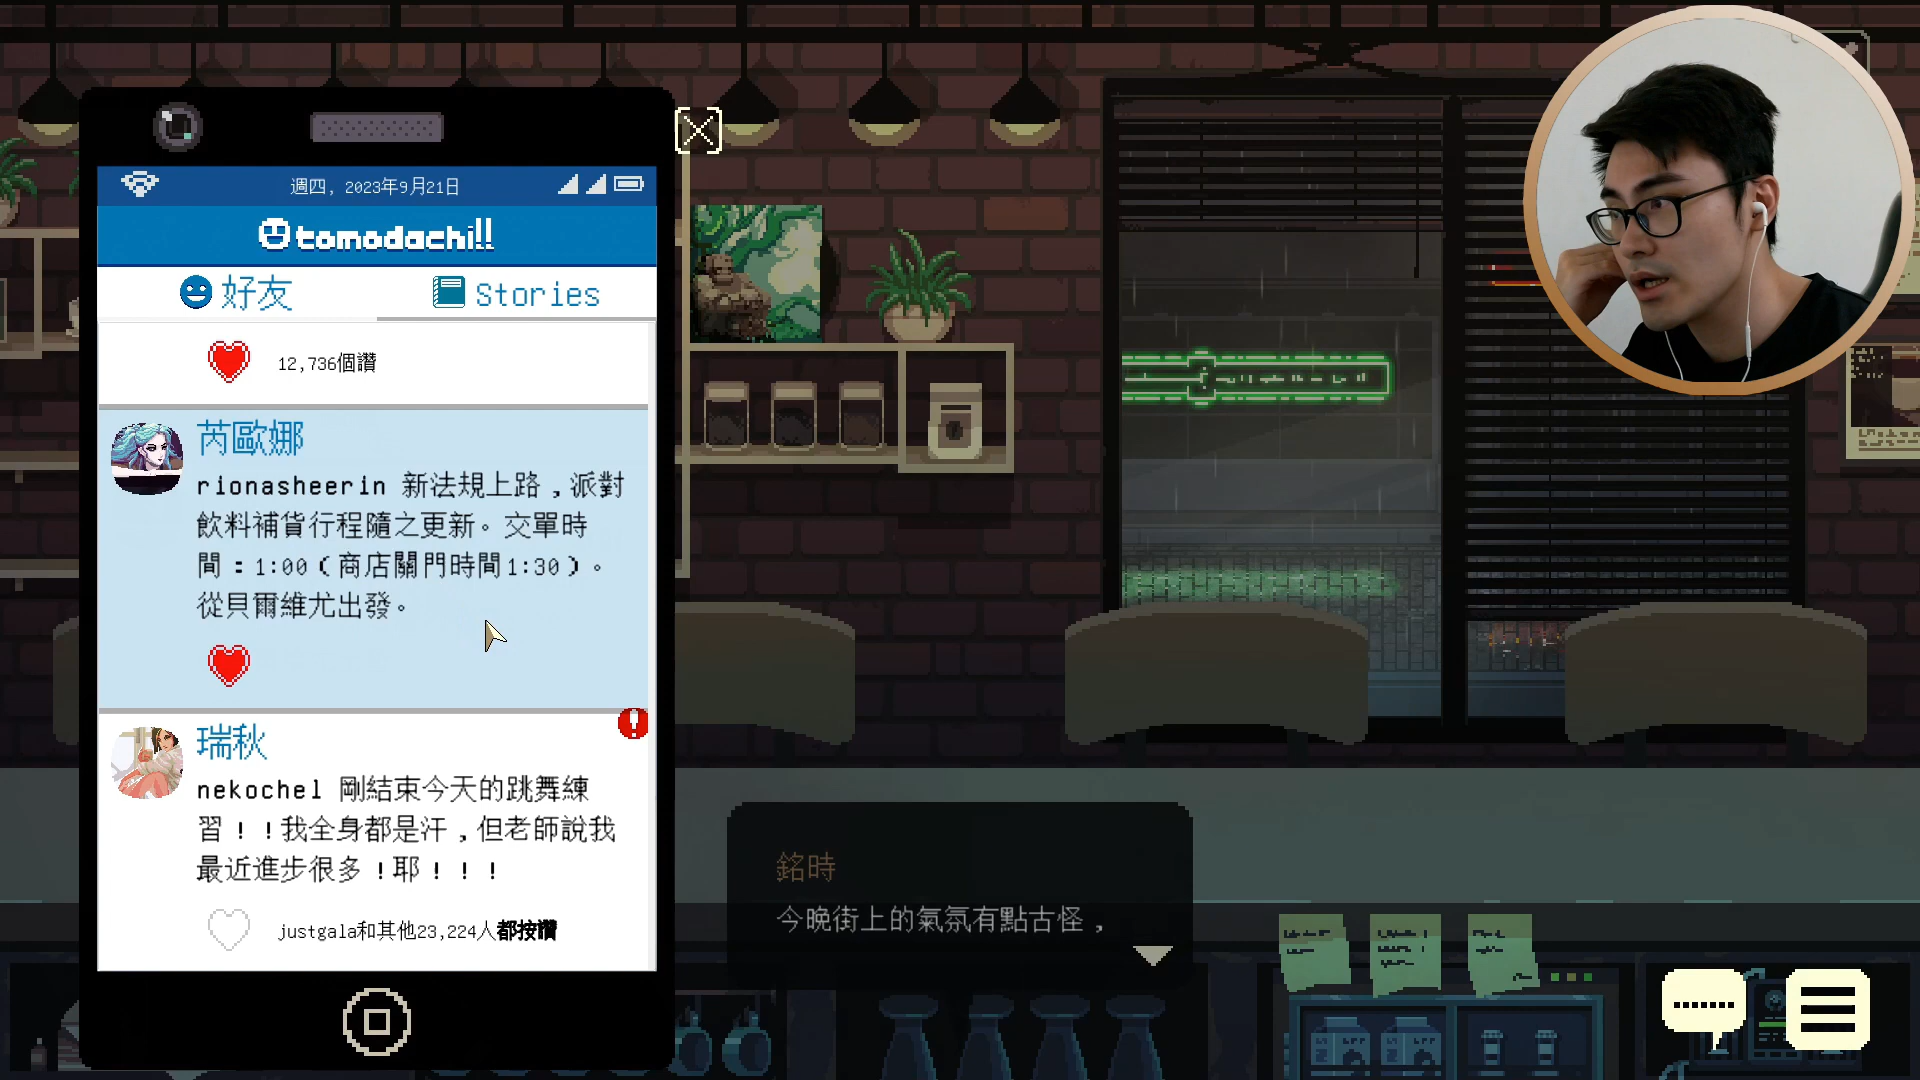 週四, 2023年9月21日
tomodachi!!
好友
Stories
12,736個讚
芮歐娜
rionasheerin 新法規上路,派對
飲料補貨行程隨之更新。交單時
間:1:00(商店關門時間1:30)。
從貝爾維尤出發。
瑞秋
nekochel 剛結束今天的跳舞練
習!!我全身都是汗,但老師說我
最近進步很多!耶!!!
justgala和其他23,224人都按讚
銘時
今晚街上的氣氛有點古怪,